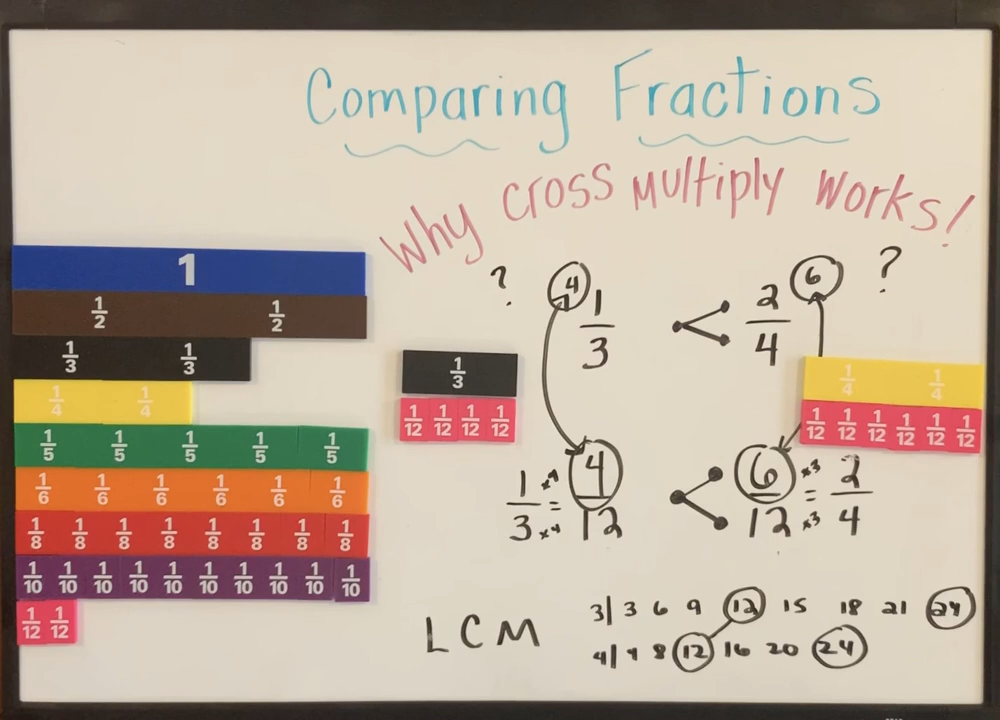 Comparing Fractions
Why cross multiply works!
? 4 1/3 < 2/4 6 ?
1
1/2 1/2
1/3 1/3
1/4 1/4
1/5 1/5 1/5 1/5 1/5
1/6 1/6 1/6 1/6 1/6 1/6
1/8 1/8 1/8 1/8 1/8 1/8 1/8 1/8
1/10 1/10 1/10 1/10 1/10 1/10 1/10 1/10 1/10 1/10
1/12 1/12
1/3
1/12 1/12 1/12 1/12
1/4 1/4
1/12 1/12 1/12 1/12 1/12 1/12
1/3 x4 = x4 4/12 < 6/12 x3 = x3 2/4
LCM
3| 3 6 9 12 15 18 21 24
4| 4 8 12 16 20 24